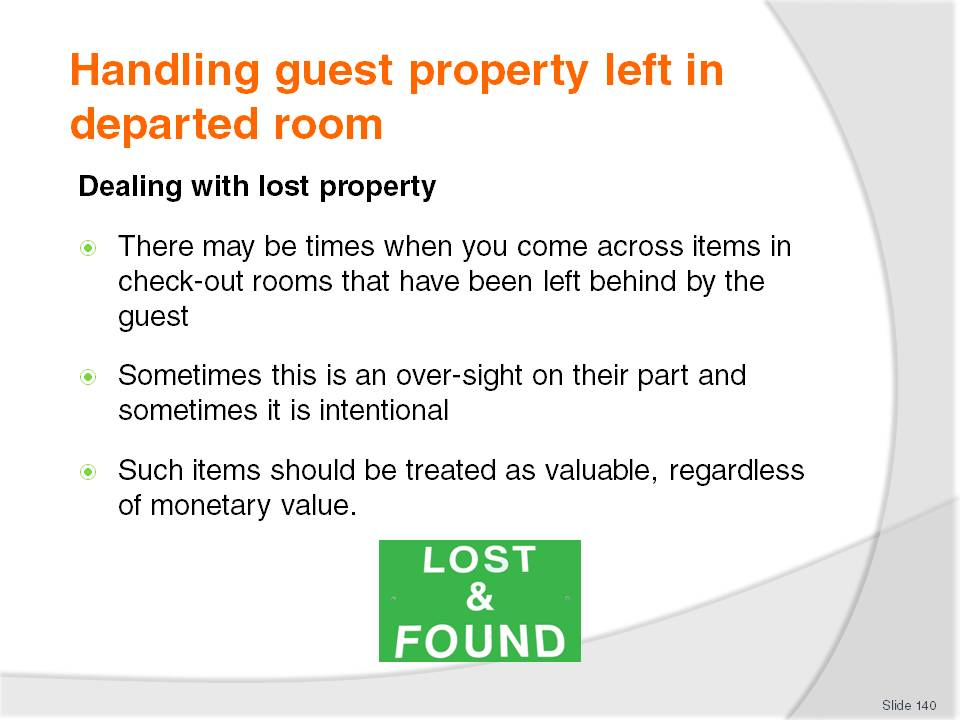 Handling guest property left in
departed room
Dealing with lost property
There may be times when you come across items in
check-out rooms that have been left behind by the
guest
Sometimes this is an over-sight on their part and
sometimes it is intentional
Such items should be treated as valuable, regardless
of monetary value.
LOST
&
FOUND
Slide 140